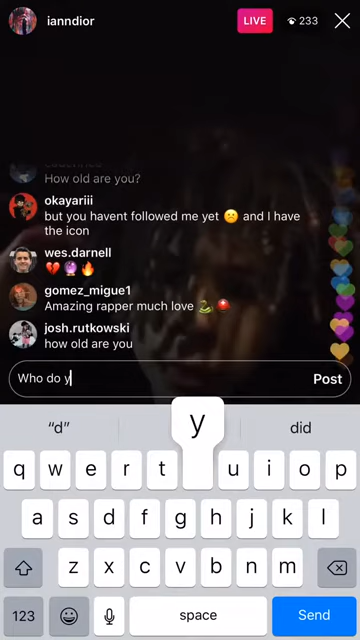 ianndior
LIVE
233
How old are you?
okayariii
but you havent followed me yet ☹️ and I have
the icon
wes.darnell
💔🔮🔥
gomez_migue1
Amazing rapper much love 🐍
josh.rutkowski
how old are you
Who do y
Post
“d”
did
y
q w e r t u i o p
a s d f g h j k l
z x c v b n m
123
space
Send